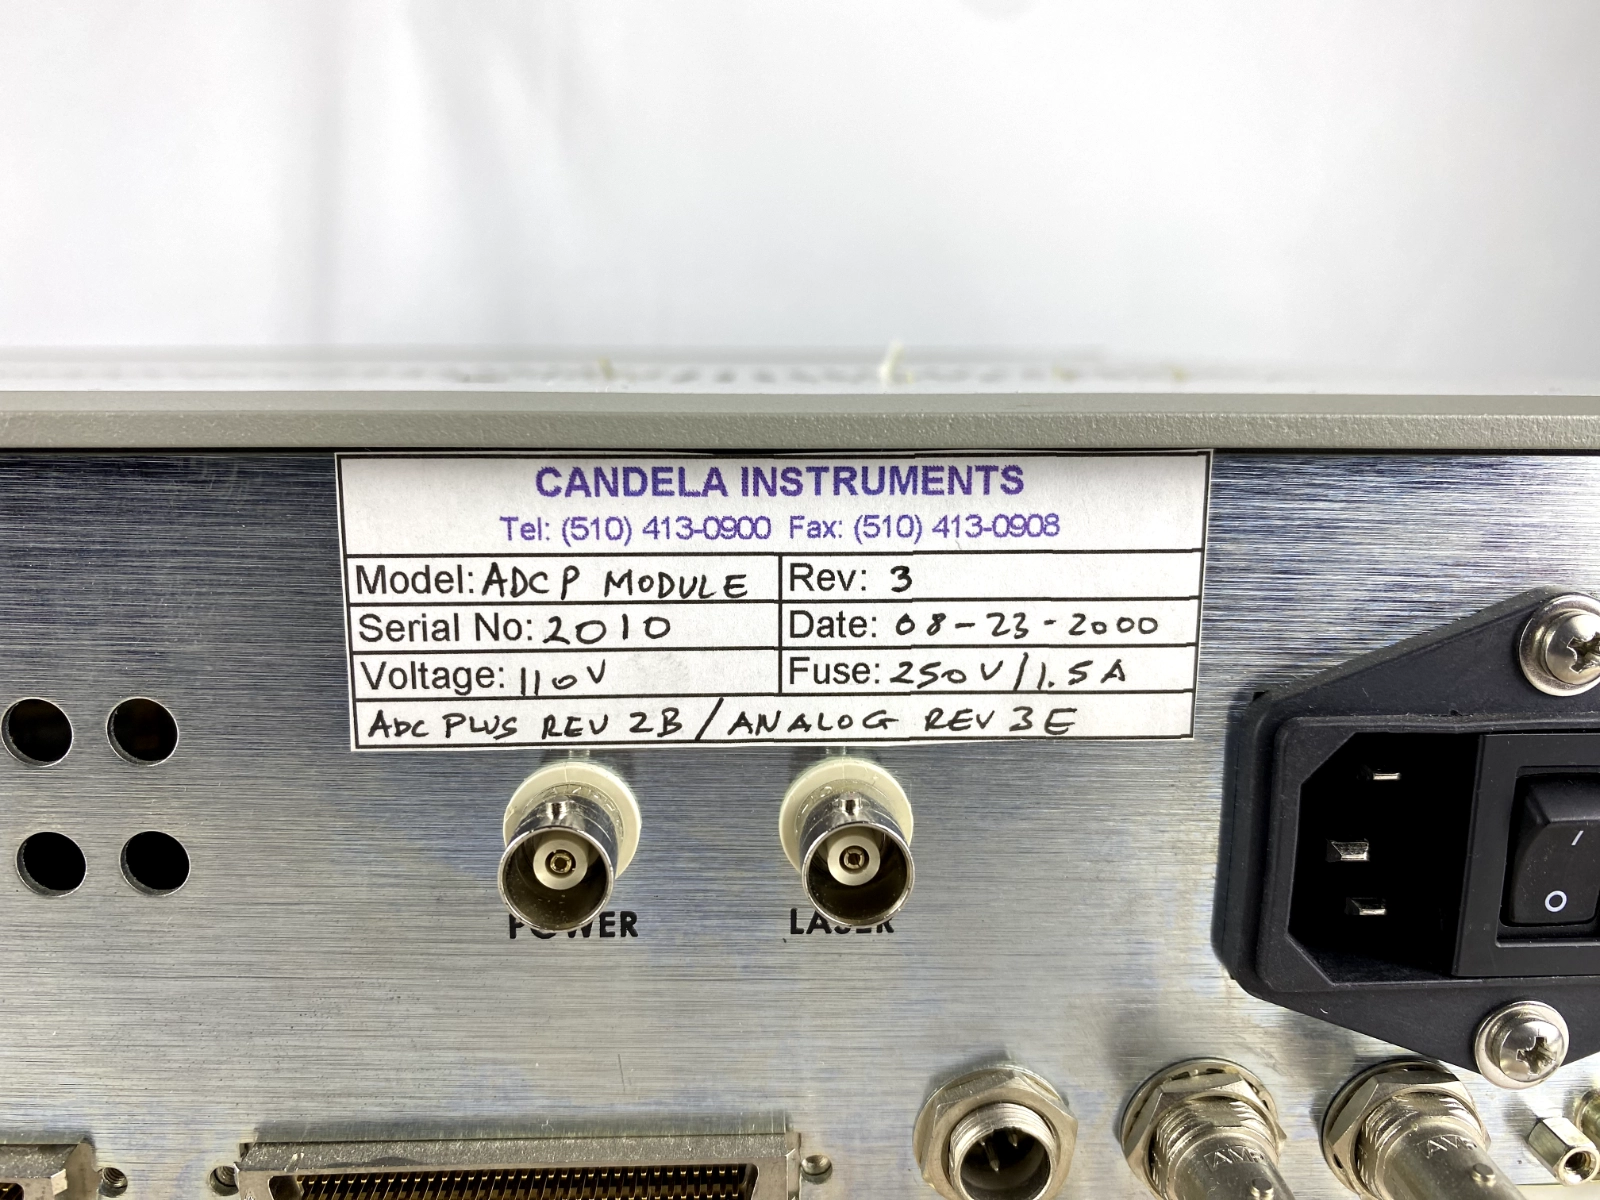 CANDELA INSTRUMENTS
Tel: (510) 413-0900 Fax: (510) 413-0908
Model: ADCP MODULE Rev: 3
Serial No: 2010 Date: 08-23-2000
Voltage: 110V Fuse: 250V/1.5A
ADC PLUS REV 2B / ANALOG REV 3E
POWER LASER